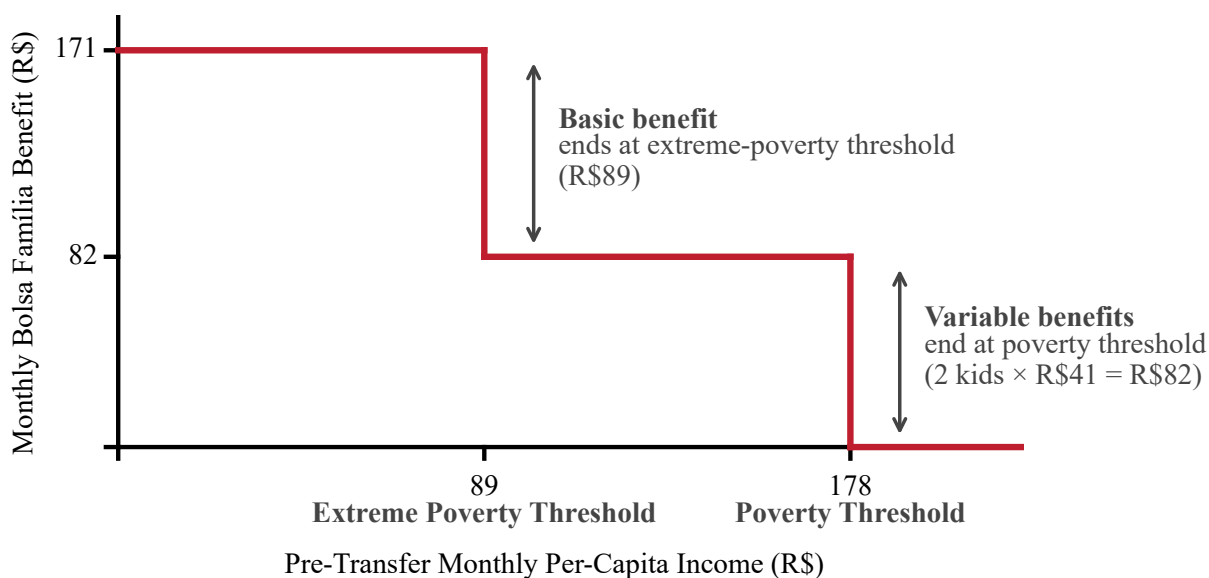 Monthly Bolsa Família Benefit (R$)
171
82
Basic benefit
ends at extreme-poverty threshold
(R$89)
Variable benefits
end at poverty threshold
(2 kids × R$41 = R$82)
89
178
Extreme Poverty Threshold
Poverty Threshold
Pre-Transfer Monthly Per-Capita Income (R$)